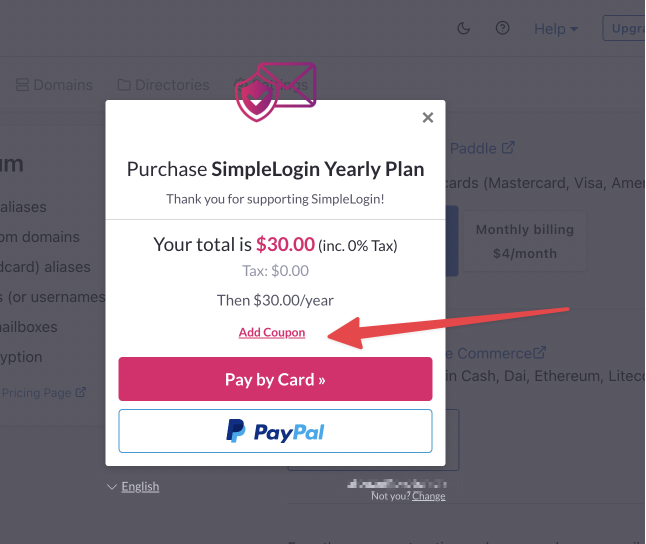 Help
Upgra
Domains
Directories
Purchase SimpleLogin Yearly Plan
Thank you for supporting SimpleLogin!
Your total is $30.00 (inc. 0% Tax)
Tax: $0.00
Then $30.00/year
Add Coupon
Pay by Card »
PayPal
English
Not you? Change
um
aliases
om domains
dcard) aliases
s (or usernames
ailboxes
yption
Pricing Page
Paddle
ards (Mastercard, Visa, Amer
Monthly billing
$4/month
e Commerce
in Cash, Dai, Ethereum, Liteco